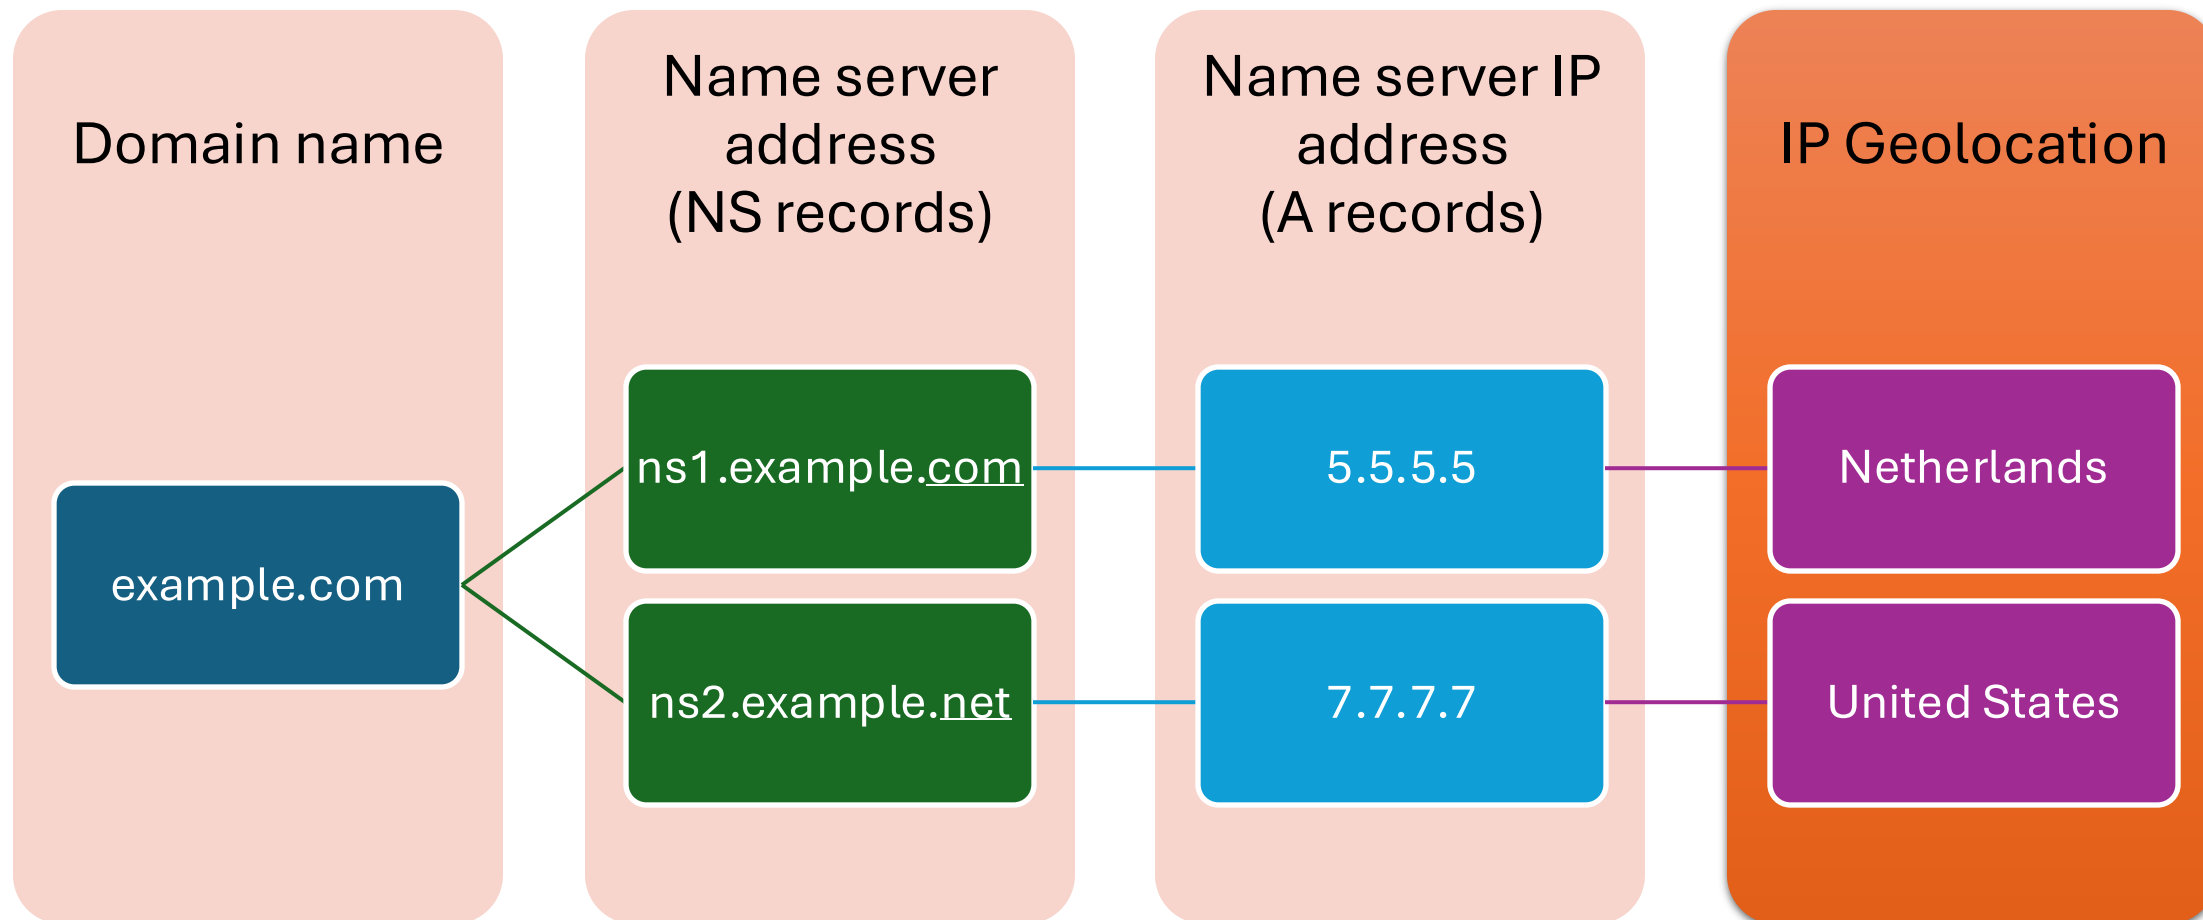 Domain name
Name server
address
(NS records)
Name server IP
address
(A records)
IP Geolocation
example.com
ns1.example.com
5.5.5.5
Netherlands
ns2.example.net
7.7.7.7
United States